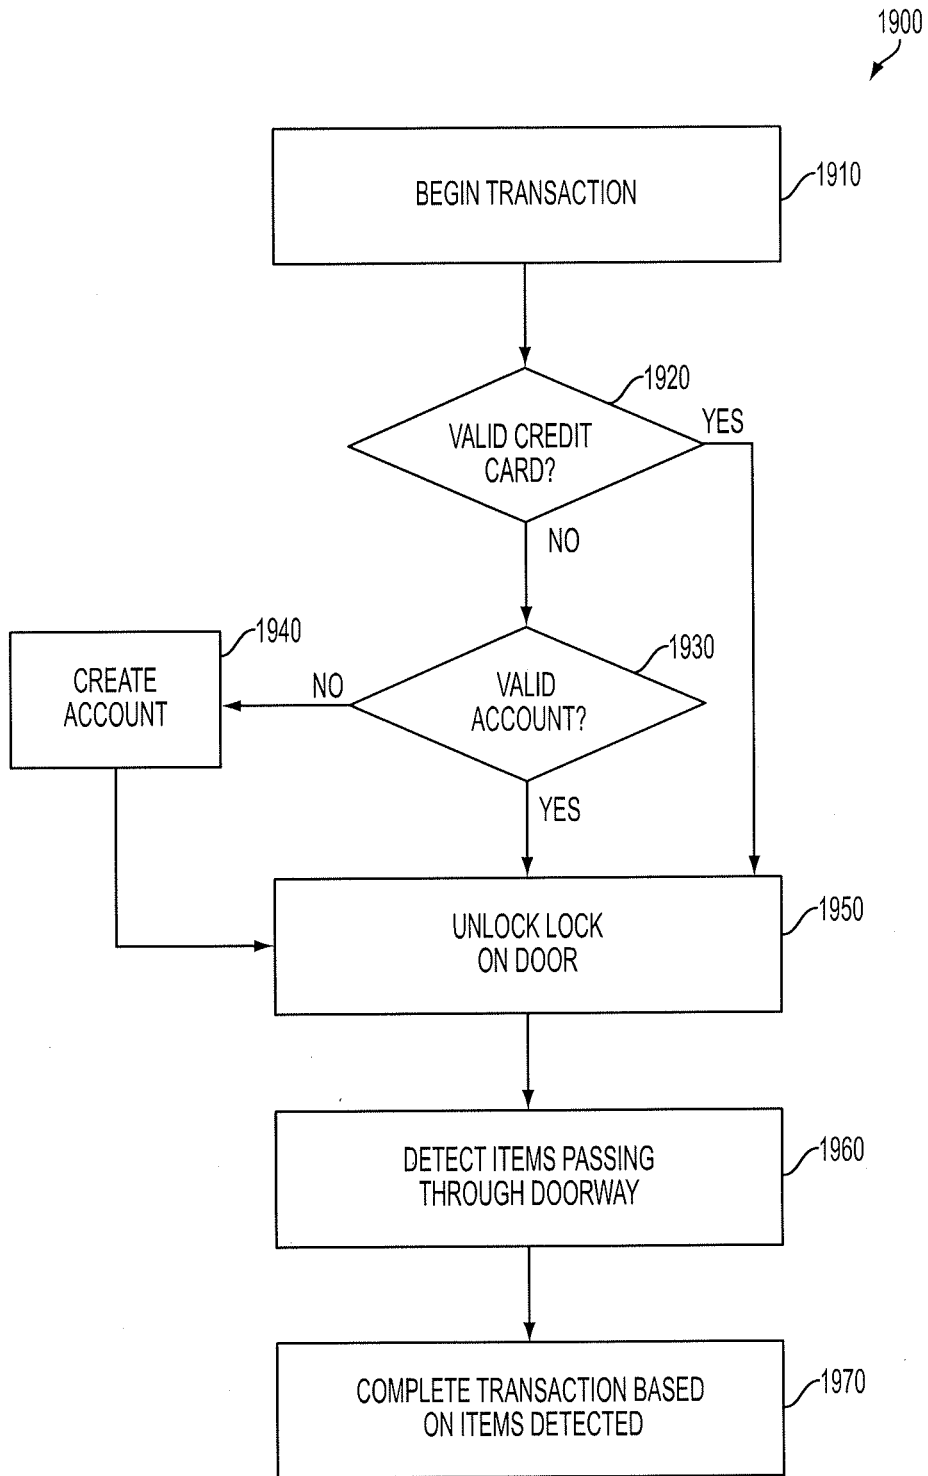 1900
BEGIN TRANSACTION
1910
1920
VALID CREDIT
CARD?
YES
NO
1940
CREATE
ACCOUNT
NO
1930
VALID
ACCOUNT?
YES
1950
UNLOCK LOCK
ON DOOR
1960
DETECT ITEMS PASSING
THROUGH DOORWAY
1970
COMPLETE TRANSACTION BASED
ON ITEMS DETECTED